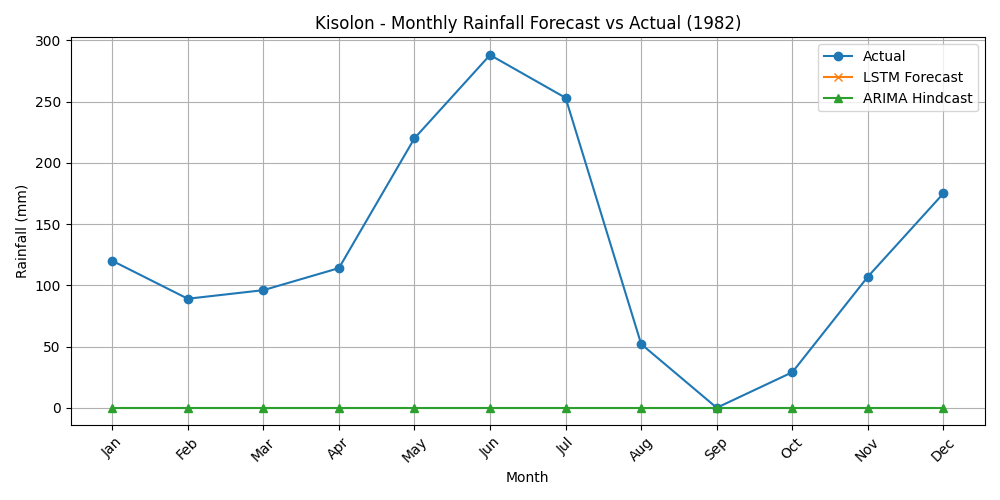 Kisolon - Monthly Rainfall Forecast vs Actual (1982)
300
250
200
150
100
50
0
Rainfall (mm)
Actual
LSTM Forecast
ARIMA Hindcast
Jan
Feb
Mar
Apr
May
Jun
Jul
Aug
Sep
Oct
Nov
Dec
Month